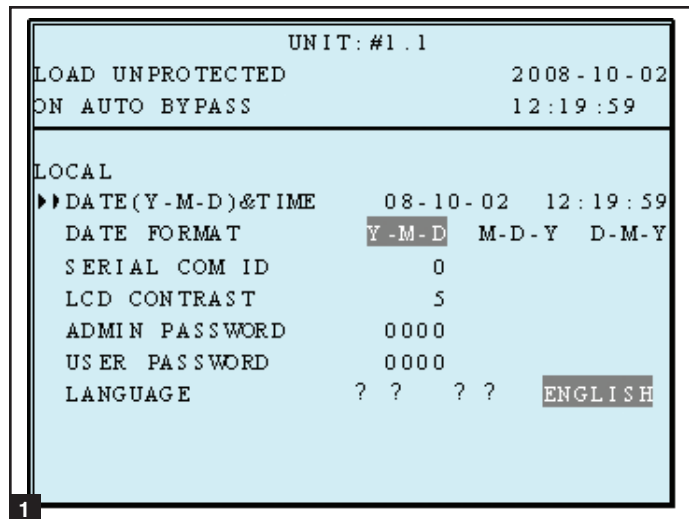 UNIT:#1.1
LOAD UNPROTECTED 2008-10-02
ON AUTO BYPASS 12:19:59
LOCAL
DATE(Y-M-D)&TIME 08-10-02 12:19:59
DATE FORMAT Y-M-D M-D-Y D-M-Y
SERIAL COM ID 0
LCD CONTRAST 5
ADMIN PASSWORD 0000
USER PASSWORD 0000
LANGUAGE ? ? ? ? ENGLISH
1